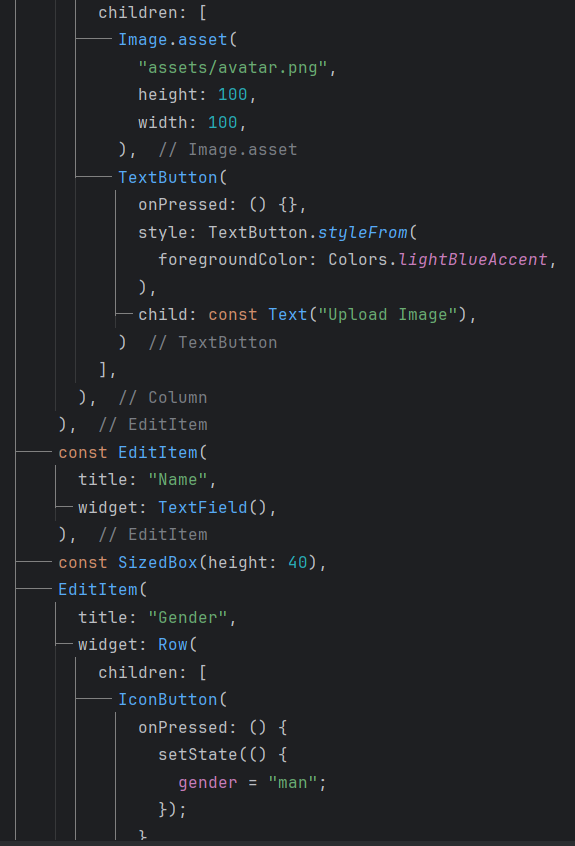 children: [
Image.asset(
"assets/avatar.png",
height: 100,
width: 100,
), // Image.asset
TextButton(
onPressed: () {},
style: TextButton.styleFrom(
foregroundColor: Colors.lightBlueAccent,
),
child: const Text("Upload Image"),
) // TextButton
],
), // Column
), // EditItem
const EditItem(
title: "Name",
widget: TextField(),
), // EditItem
const SizedBox(height: 40),
EditItem(
title: "Gender",
widget: Row(
children: [
IconButton(
onPressed: () {
setState(() {
gender = "man";
});
}